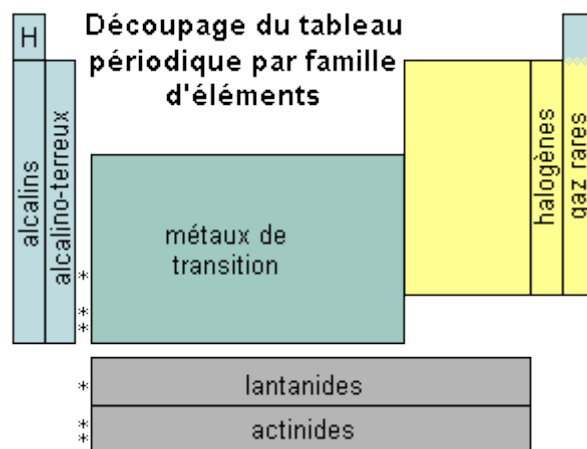 H
Découpage du tableau
périodique par famille
d'éléments
alcalins
alcalino-terreux
métaux de
transition
halogènes
gaz rares
*
*
*
* lantanides
*
* actinides